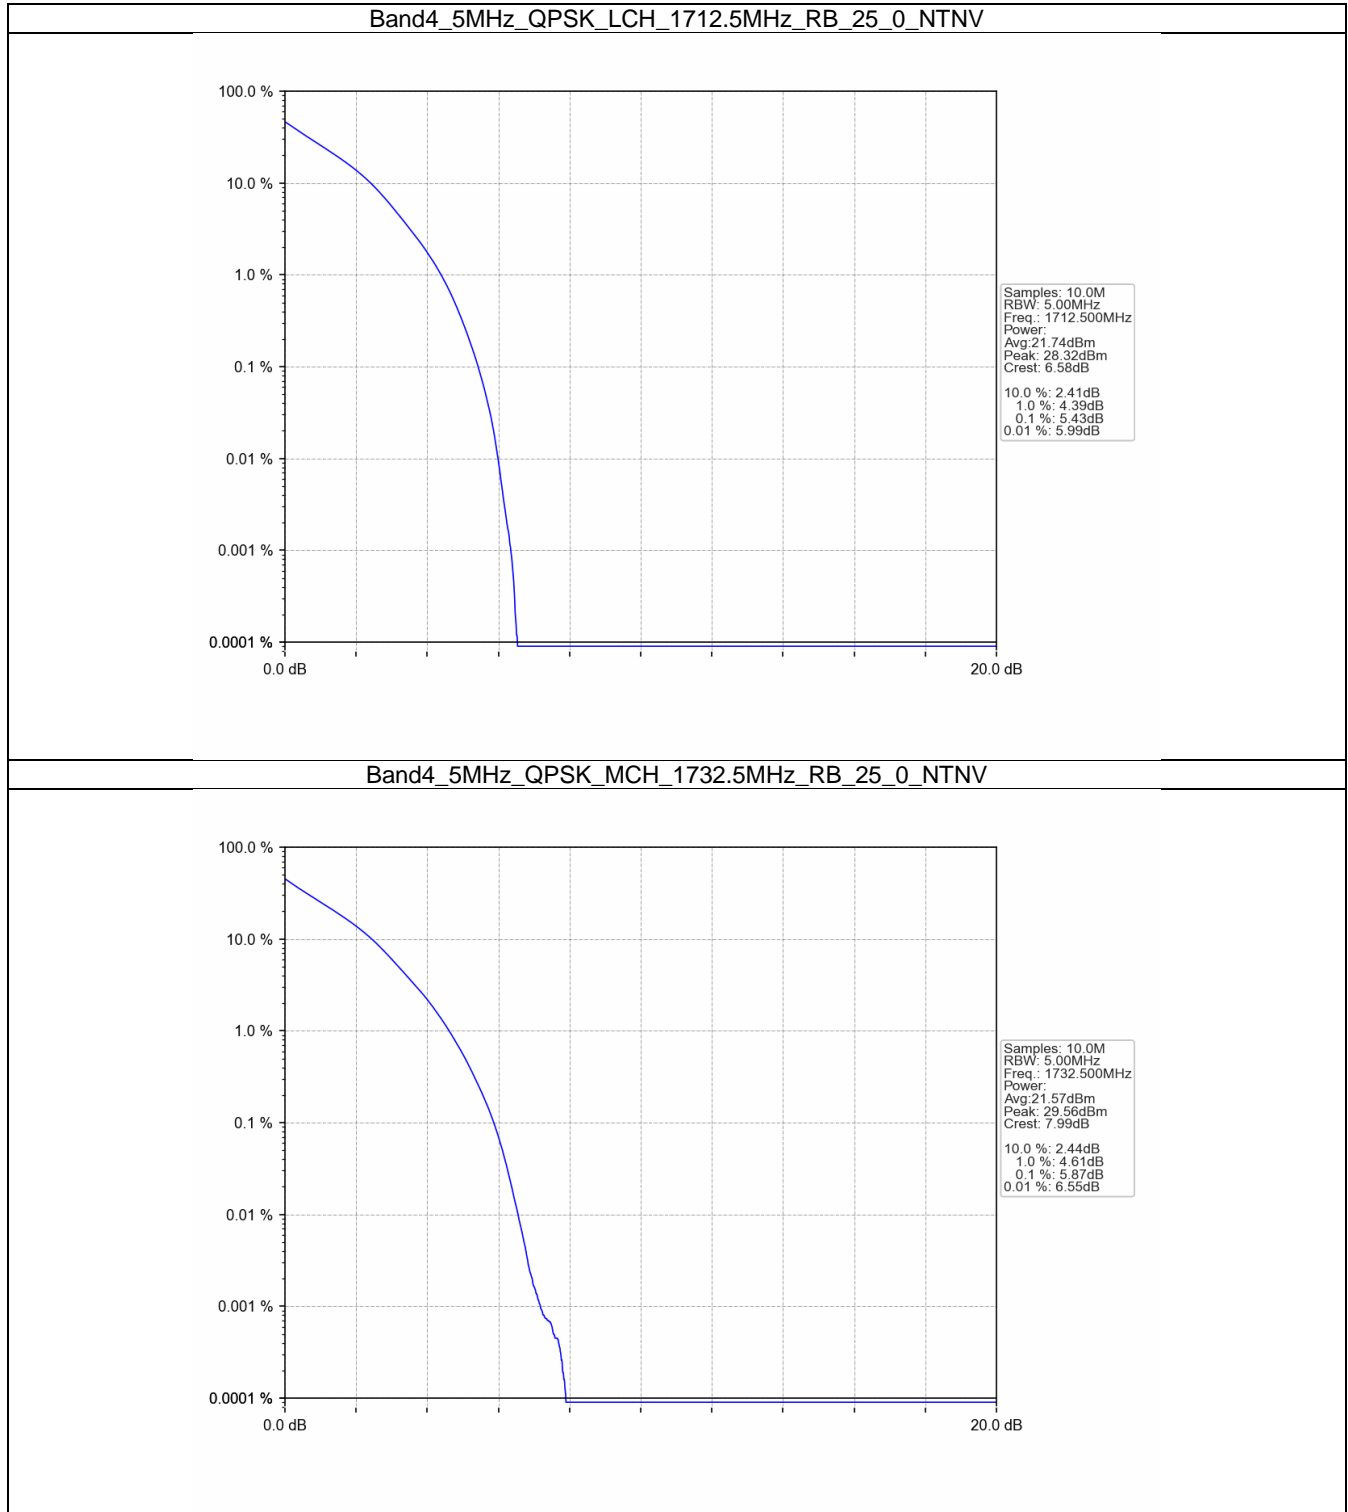 Band4_5MHz_QPSK_LCH_1712.5MHz_RB_25_0_NTNV
100.0 %
10.0 %
1.0 %
0.1 %
0.01 %
0.001 %
0.0001 %
0.0 dB
20.0 dB
Samples: 10.0M
RBW: 5.00MHz
Freq.: 1712.500MHz
Power:
Avg:21.74dBm
Peak: 28.32dBm
Crest: 6.58dB
10.0 %: 2.41dB
1.0 %: 4.39dB
0.1 %: 5.43dB
0.01 %: 5.99dB
Band4_5MHz_QPSK_MCH_1732.5MHz_RB_25_0_NTNV
100.0 %
10.0 %
1.0 %
0.1 %
0.01 %
0.001 %
0.0001 %
0.0 dB
20.0 dB
Samples: 10.0M
RBW: 5.00MHz
Freq.: 1732.500MHz
Power:
Avg:21.57dBm
Peak: 29.56dBm
Crest: 7.99dB
10.0 %: 2.44dB
1.0 %: 4.61dB
0.1 %: 5.87dB
0.01 %: 6.55dB